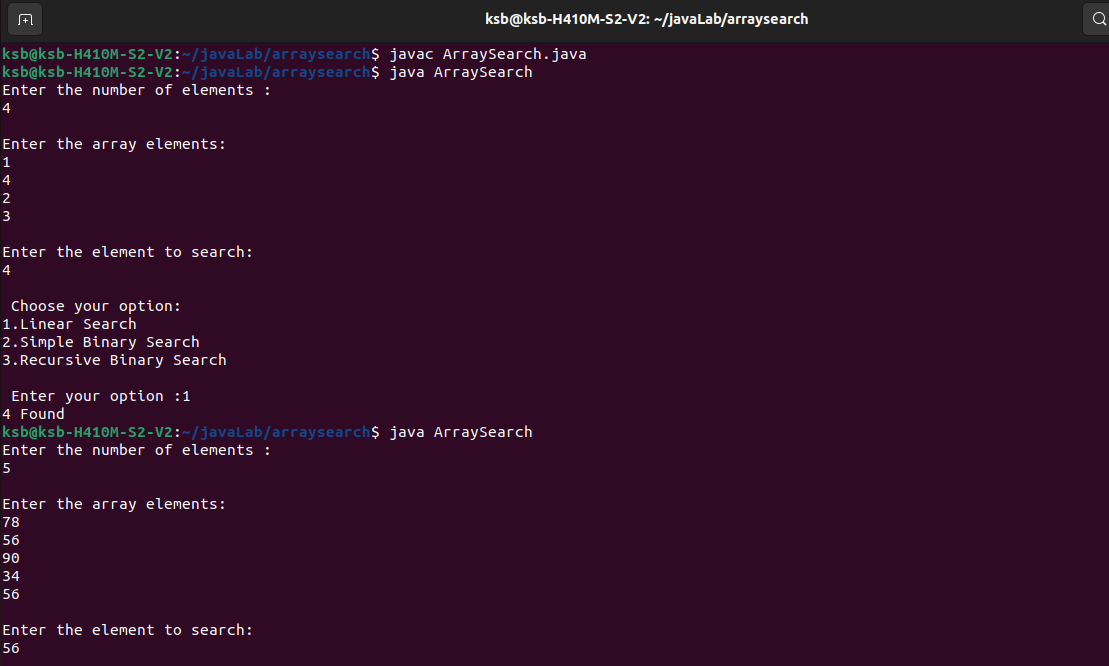 ksb@ksb-H410M-S2-V2: ~/javaLab/arraysearch
ksb@ksb-H410M-S2-V2:~/javaLab/arraysearch$ javac ArraySearch.java
ksb@ksb-H410M-S2-V2:~/javaLab/arraysearch$ java ArraySearch
Enter the number of elements :
4
Enter the array elements:
1
4
2
3
Enter the element to search:
4
Choose your option:
1.Linear Search
2.Simple Binary Search
3.Recursive Binary Search
Enter your option :1
4 Found
ksb@ksb-H410M-S2-V2:~/javaLab/arraysearch$ java ArraySearch
Enter the number of elements :
5
Enter the array elements:
78
56
90
34
56
Enter the element to search:
56